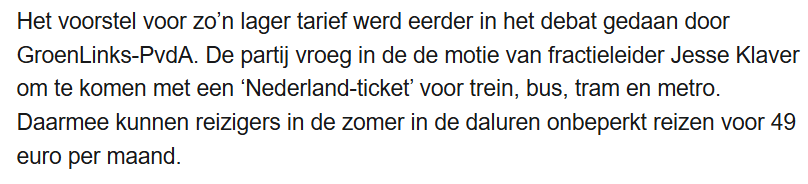 Het voorstel voor zo’n lager tarief werd eerder in het debat gedaan door
GroenLinks-PvdA. De partij vroeg in de de motie van fractieleider Jesse Klaver
om te komen met een ‘Nederland-ticket’ voor trein, bus, tram en metro.
Daarmee kunnen reizigers in de zomer in de daluren onbeperkt reizen voor 49
euro per maand.